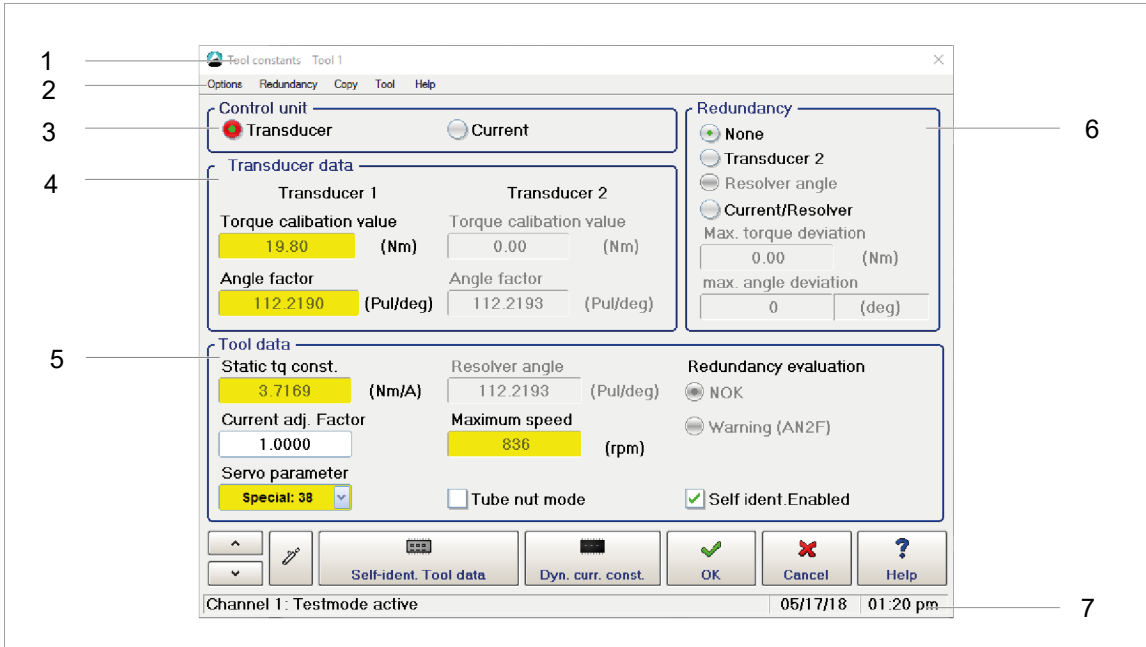 1
Tool constants Tool 1
2
Options Redundancy Copy Tool Help
Control unit
3
Transducer Current
Redundancy
6
None
Transducer 2
Resolver angle
Current/Resolver
Max. torque deviation
0.00 (Nm)
max. angle deviation
0 (deg)
4
Transducer data
Transducer 1 Transducer 2
Torque calibation value Torque calibation value
19.80 (Nm) 0.00 (Nm)
Angle factor Angle factor
112.2190 (Pul/deg) 112.2193 (Pul/deg)
5
Tool data
Static tq const. Resolver angle Redundancy evaluation
3.7169 (Nm/A) 112.2193 (Pul/deg) NOK
Current adj. Factor Maximum speed Warning (AN2F)
1.0000 836 (rpm)
Servo parameter
Special: 38 Tube nut mode Self ident.Enabled
Self-ident. Tool data Dyn. curr. const. OK Cancel Help
Channel 1: Testmode active 05/17/18 01:20 pm
7